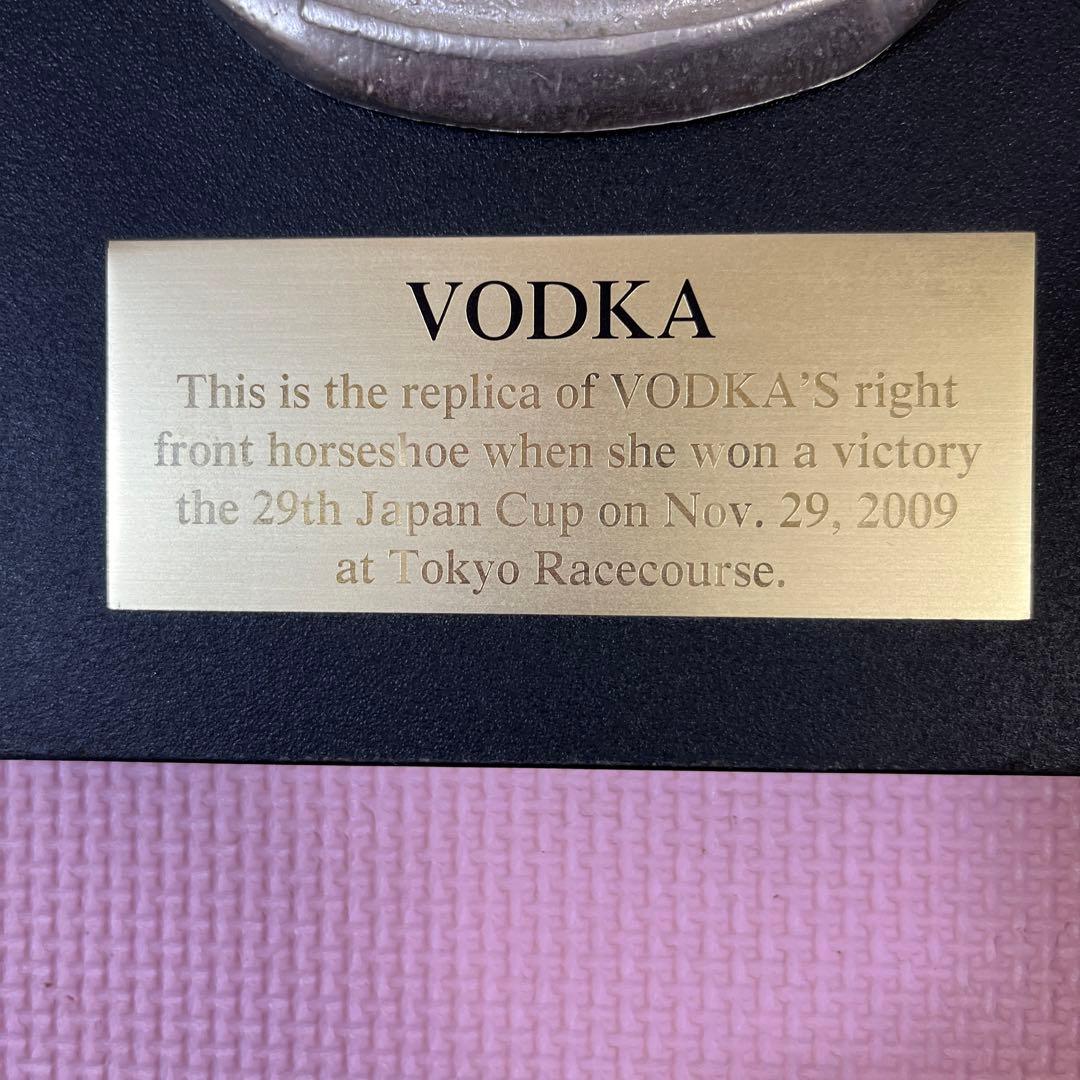 VODKA
This is the replica of VODKA'S right
front horseshoe when she won a victory
the 29th Japan Cup on Nov. 29, 2009
at Tokyo Racecourse.